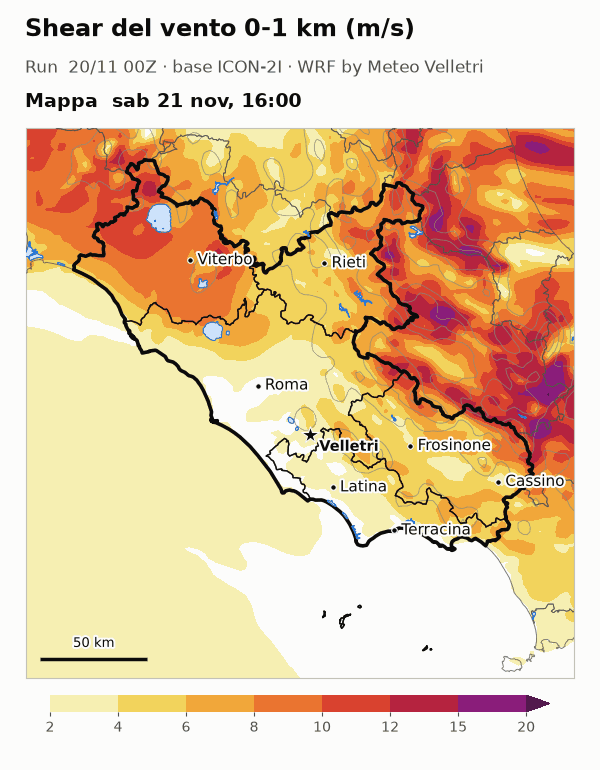 Shear del vento 0-1 km (m/s)
Run  20/11 00Z · base ICON-2I · WRF by Meteo Velletri
Mappa  sab 21 nov, 16:00
Viterbo
Rieti
Roma
Velletri
Frosinone
Cassino
Latina
Terracina
50 km
2 4 6 8 10 12 15 20